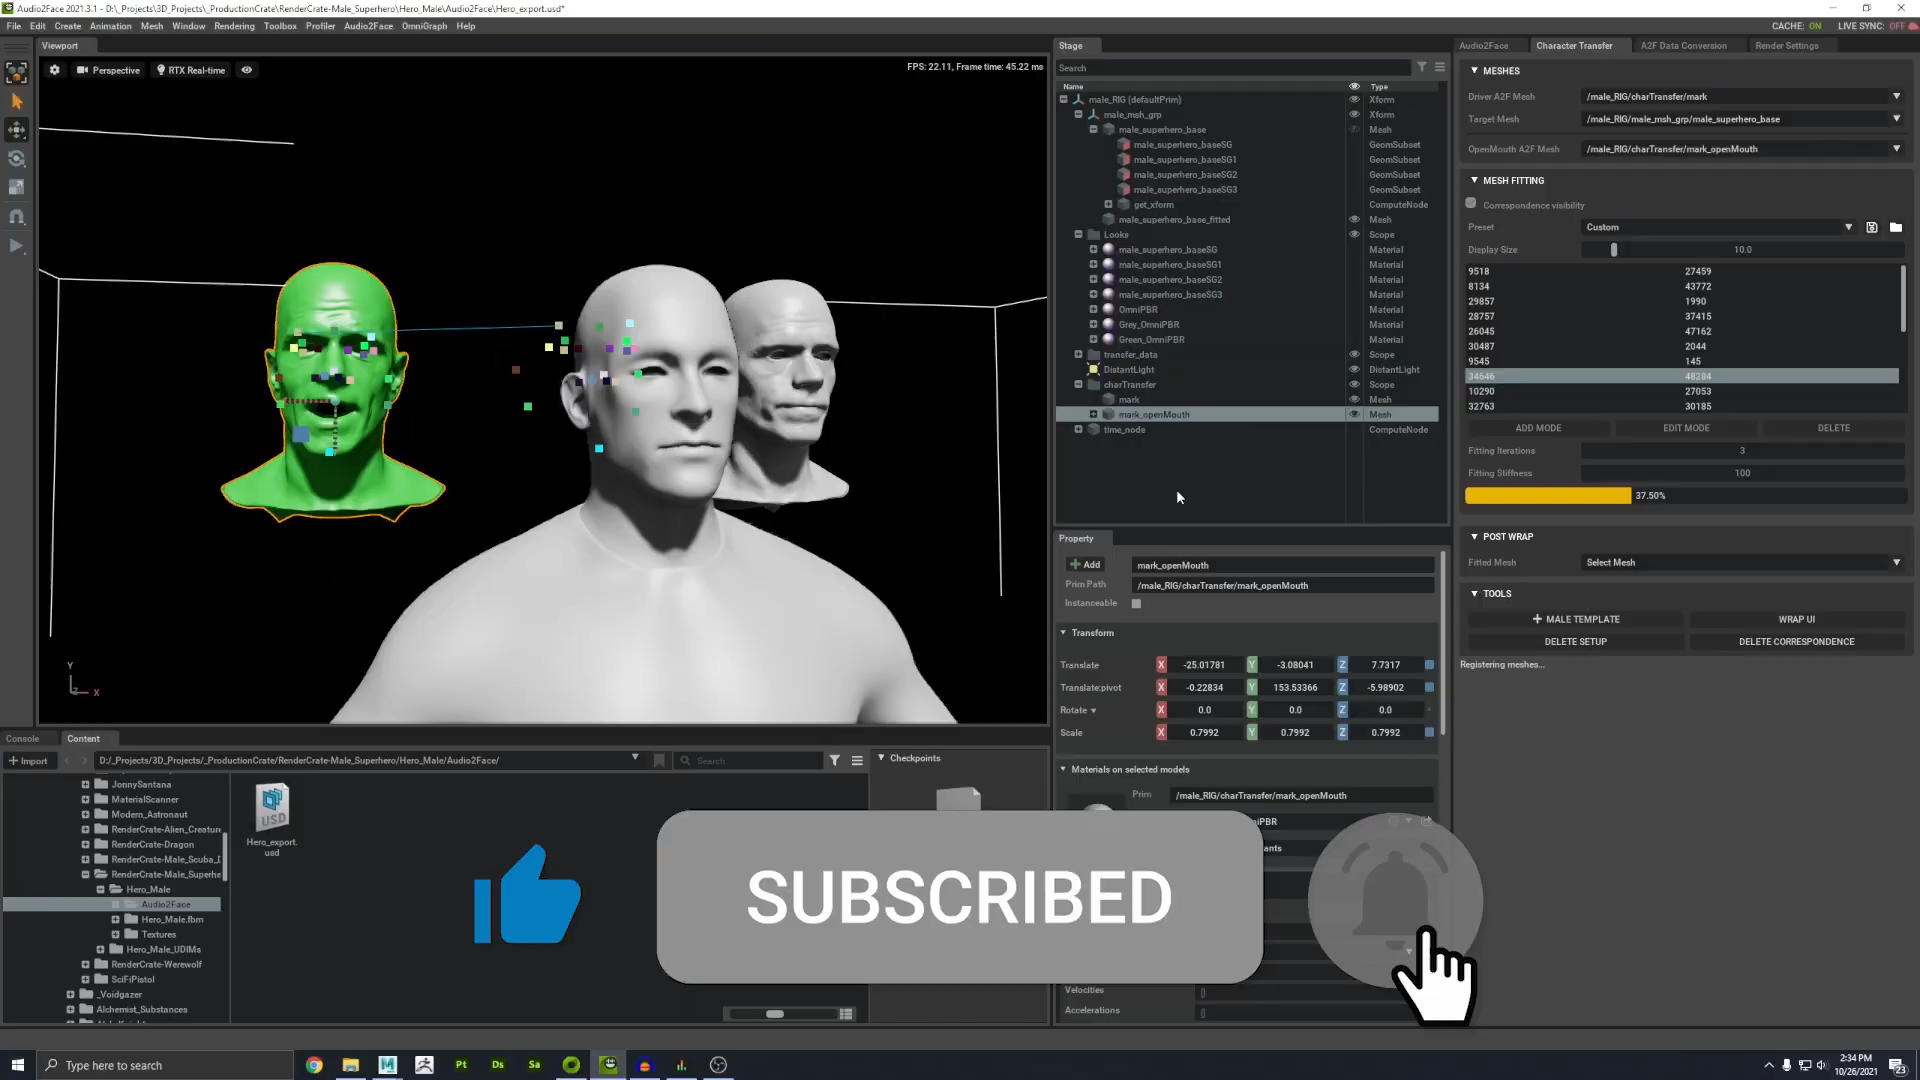 Audio2Face 2021.3.1 - D:\_Projects\3D_Projects\_ProductionCrate\RenderCrate-Male_Superhero\Hero_Male\Audio2Face\Hero_export.usd*
File Edit Create Animation Mesh Window Rendering Toolbox Profiler Audio2Face OmniGraph Help
CACHE: ON LIVE SYNC: OFF
Viewport
Perspective RTX Real-time
FPS: 22.11, Frame time: 45.22 ms
Y
Z X
Stage
Search
Name Type
male_RIG (defaultPrim) Xform
male_msh_grp Xform
male_superhero_base Mesh
male_superhero_baseSG GeomSubset
male_superhero_baseSG1 GeomSubset
male_superhero_baseSG2 GeomSubset
male_superhero_baseSG3 GeomSubset
get_xform ComputeNode
male_superhero_base_fitted Mesh
Looks Scope
male_superhero_baseSG Material
male_superhero_baseSG1 Material
male_superhero_baseSG2 Material
male_superhero_baseSG3 Material
OmniPBR Material
Grey_OmniPBR Material
Green_OmniPBR Material
transfer_data Scope
DistantLight DistantLight
charTransfer Scope
mark Mesh
mark_openMouth Mesh
time_node ComputeNode
Audio2Face Character Transfer A2F Data Conversion Render Settings
MESHES
Driver A2F Mesh /male_RIG/charTransfer/mark
Target Mesh /male_RIG/male_msh_grp/male_superhero_base
OpenMouth A2F Mesh /male_RIG/charTransfer/mark_openMouth
MESH FITTING
Correspondence visibility
Preset Custom
Display Size 10.0
9518 27459
8134 43772
29857 1990
28757 37415
26045 47162
30487 2044
9545 145
34646 48284
10290 27053
32763 30185
ADD MODE EDIT MODE DELETE
Fitting Iterations 3
Fitting Stiffness 100
37.50%
POST WRAP
Fitted Mesh Select Mesh
TOOLS
MALE TEMPLATE WRAP UI
DELETE SETUP DELETE CORRESPONDENCE
Registering meshes...
Property
Add mark_openMouth
Prim Path /male_RIG/charTransfer/mark_openMouth
Instanceable
Transform
Translate X -25.01781 Y -3.08041 Z 7.7317
Translate:pivot X -0.22834 Y 153.53366 Z -5.98902
Rotate X 0.0 Y 0.0 Z 0.0
Scale X 0.7992 Y 0.7992 Z 0.7992
Materials on selected models
Prim /male_RIG/charTransfer/mark_openMouth
niPBR
ants
Velocities []
Accelerations []
Console Content
Import D:/_Projects/3D_Projects/_ProductionCrate/RenderCrate-Male_Superhero/Hero_Male/Audio2Face/ Search
Checkpoints
JonnySantana
MaterialScanner
Modern_Astronaut
RenderCrate-Alien_Creature
RenderCrate-Dragon
RenderCrate-Male_Scuba_D
RenderCrate-Male_Superhe
Hero_Male
Audio2Face
Hero_Male.fbm
Textures
Hero_Male_UDIMs
RenderCrate-Werewolf
SciFiPistol
_Voidgazer
Alchemist_Substances
USD
Hero_export.
usd
SUBSCRIBED
Type here to search
Pt Ds Sa
2:34 PM
10/26/2021
23